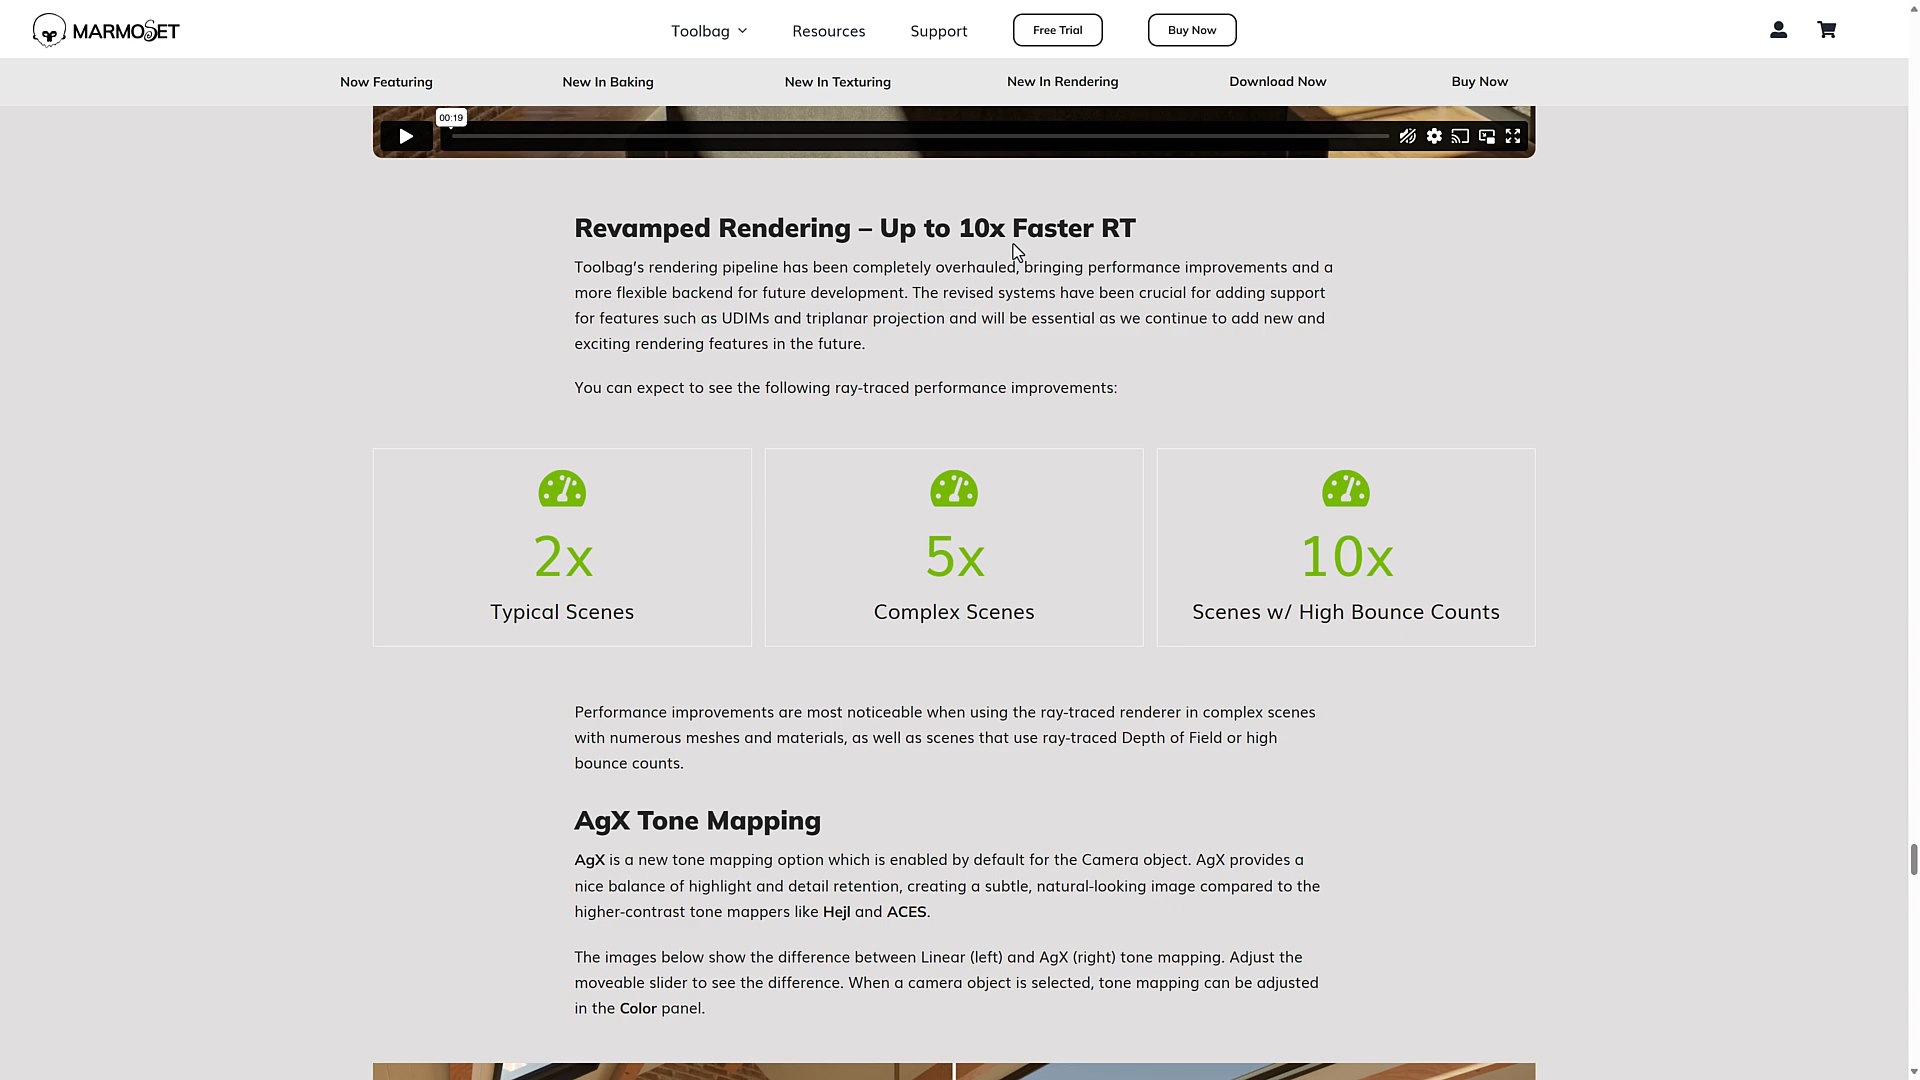 MARMOSET
Toolbag
Resources
Support
Free Trial
Buy Now
Now Featuring
New In Baking
New In Texturing
New In Rendering
Download Now
Buy Now
00:19
Revamped Rendering – Up to 10x Faster RT
Toolbag's rendering pipeline has been completely overhauled, bringing performance improvements and a
more flexible backend for future development. The revised systems have been crucial for adding support
for features such as UDIMs and triplanar projection and will be essential as we continue to add new and
exciting rendering features in the future.
You can expect to see the following ray-traced performance improvements:
2x
Typical Scenes
5x
Complex Scenes
10x
Scenes w/ High Bounce Counts
Performance improvements are most noticeable when using the ray-traced renderer in complex scenes
with numerous meshes and materials, as well as scenes that use ray-traced Depth of Field or high
bounce counts.
AgX Tone Mapping
AgX is a new tone mapping option which is enabled by default for the Camera object. AgX provides a
nice balance of highlight and detail retention, creating a subtle, natural-looking image compared to the
higher-contrast tone mappers like Hejl and ACES.
The images below show the difference between Linear (left) and AgX (right) tone mapping. Adjust the
moveable slider to see the difference. When a camera object is selected, tone mapping can be adjusted
in the Color panel.